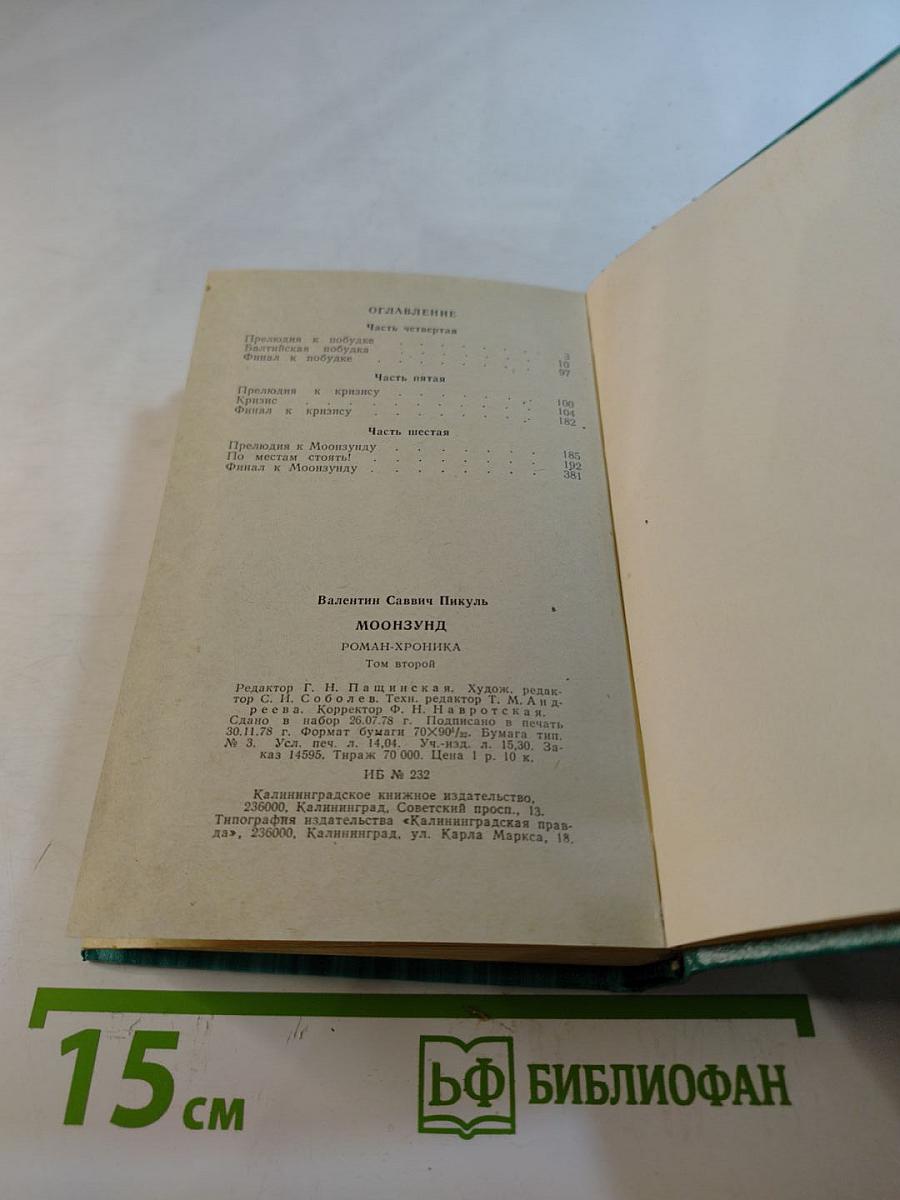 ОГЛАВЛЕНИЕ
Часть четвертая
Прелюдия к побудке . . . . . . . . 3
Балтийская побудка . . . . . . . . 10
Финал к побудке . . . . . . . . 97
Часть пятая
Прелюдия к кризису . . . . . . . . 100
Кризис . . . . . . . . . . 104
Финал к кризису . . . . . . . . 182
Часть шестая
Прелюдия к Моонзунду . . . . . . . 185
По местам стоять! . . . . . . . . 192
Финал к Моонзунду . . . . . . . . 381
Валентин Саввич Пикуль
МООНЗУНД
РОМАН-ХРОНИКА
Том второй
Редактор Г. Н. Пащинская. Худож. редак-
тор С. И. Соболев. Техн. редактор Т. М. Анд-
реева. Корректор Ф. Н. Навротская.
Сдано в набор 26.07.78 г. Подписано в печать
30.11.78 г. Формат бумаги 70X90¹/₃₂. Бумага тип.
№ 3. Усл. печ. л. 14,04. Уч.-изд. л. 15,30. За-
каз 14595. Тираж 70 000. Цена 1 р. 10 к.
ИБ № 232
Калининградское книжное издательство,
236000, Калининград, Советский просп., 13.
Типография издательства «Калининградская прав-
да», 236000, Калининград, ул. Карла Маркса, 18.
15 см
ЬФ БИБЛИОФАН